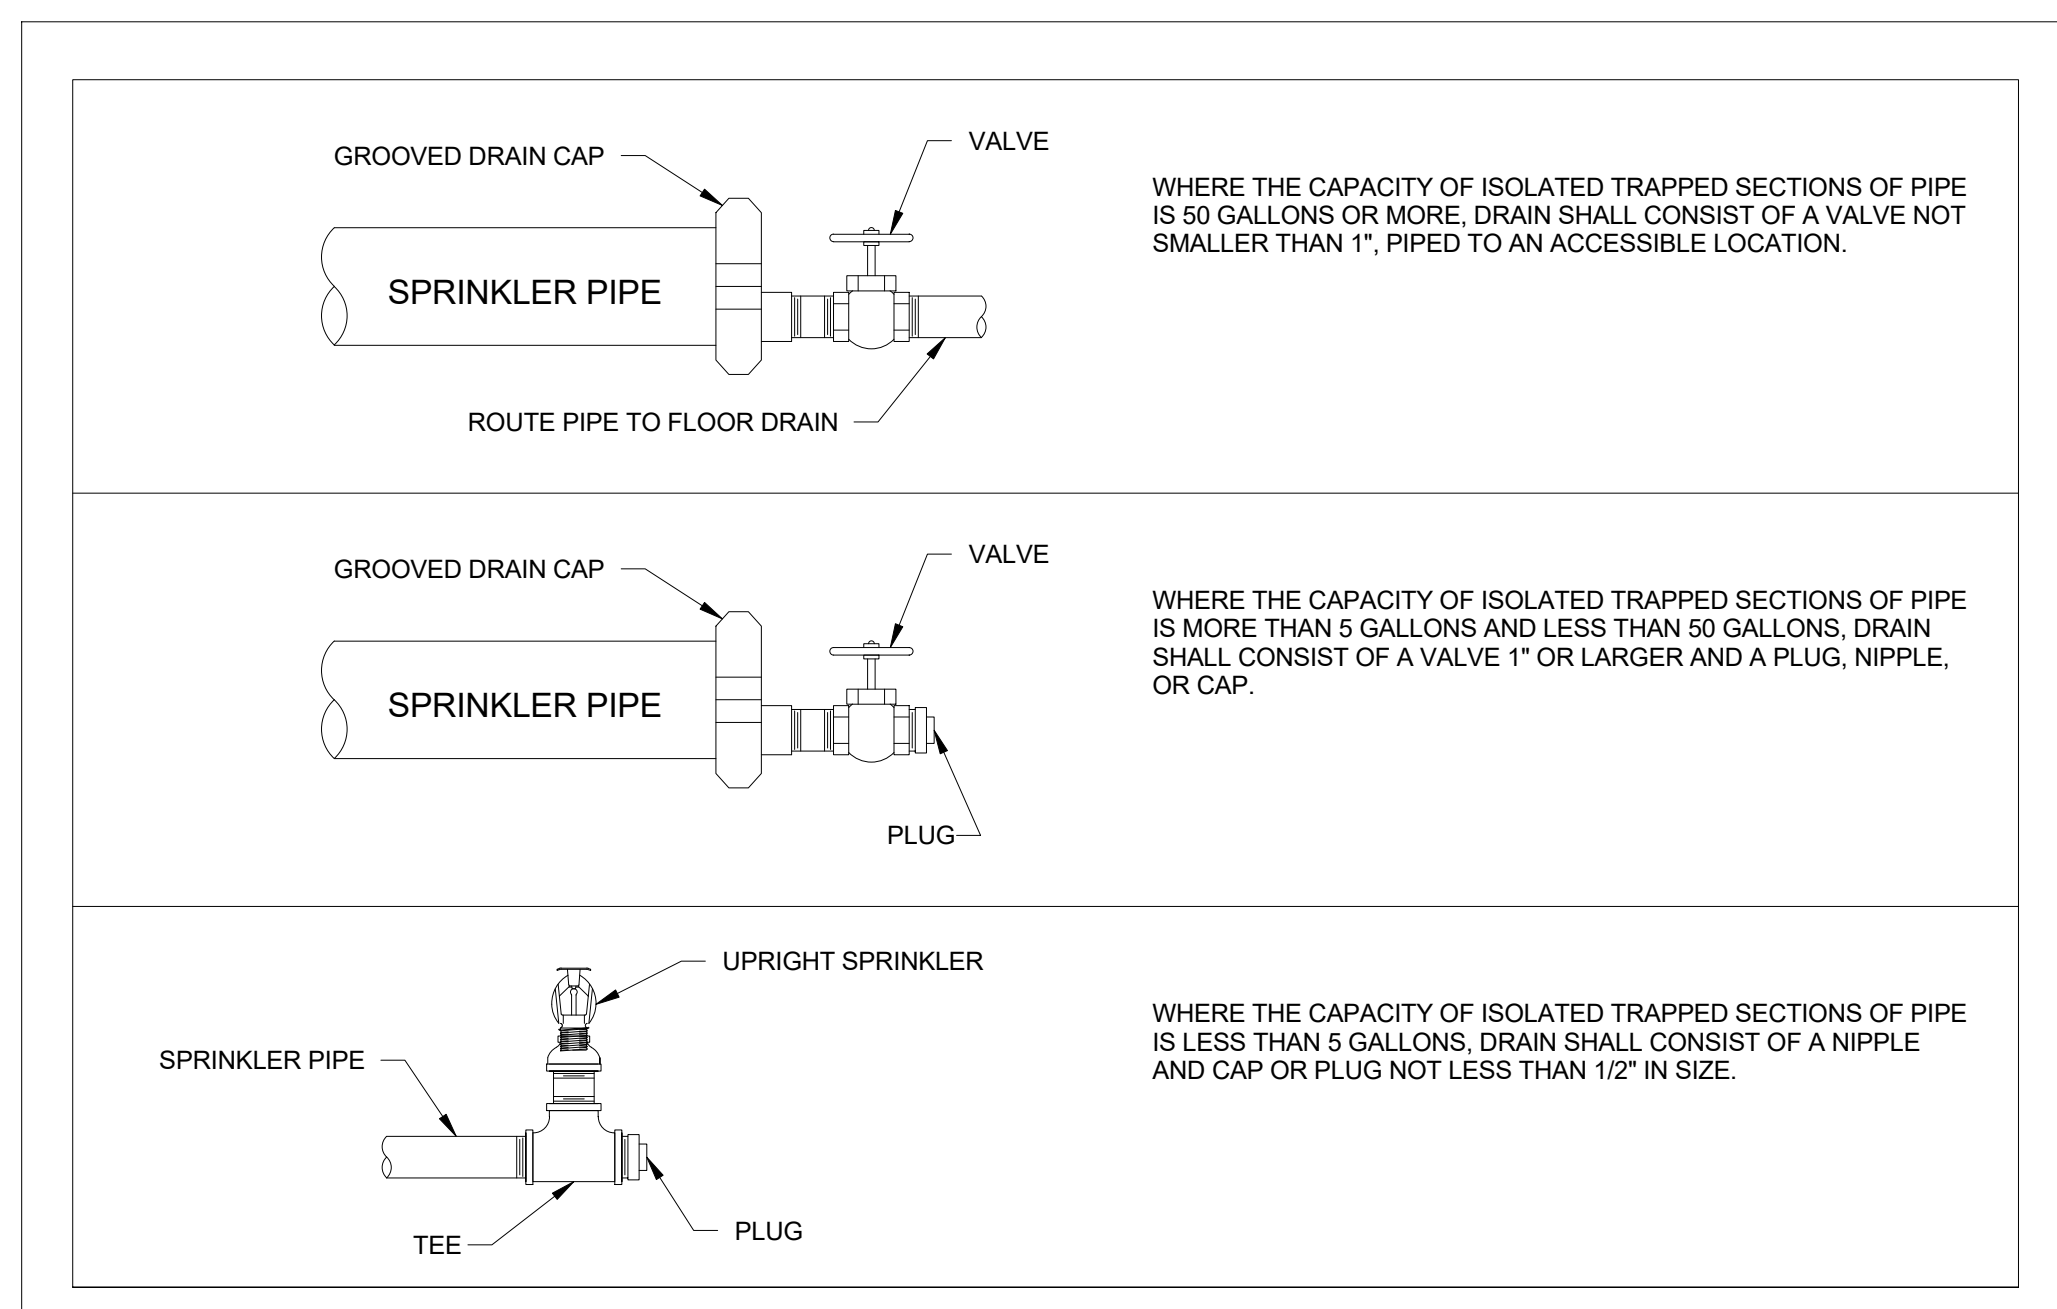 GROOVED DRAIN CAP
VALVE
WHERE THE CAPACITY OF ISOLATED TRAPPED SECTIONS OF PIPE
IS 50 GALLONS OR MORE, DRAIN SHALL CONSIST OF A VALVE NOT
SMALLER THAN 1", PIPED TO AN ACCESSIBLE LOCATION.
SPRINKLER PIPE
ROUTE PIPE TO FLOOR DRAIN
GROOVED DRAIN CAP
VALVE
WHERE THE CAPACITY OF ISOLATED TRAPPED SECTIONS OF PIPE
IS MORE THAN 5 GALLONS AND LESS THAN 50 GALLONS, DRAIN
SHALL CONSIST OF A VALVE 1" OR LARGER AND A PLUG, NIPPLE,
OR CAP.
SPRINKLER PIPE
PLUG
UPRIGHT SPRINKLER
WHERE THE CAPACITY OF ISOLATED TRAPPED SECTIONS OF PIPE
IS LESS THAN 5 GALLONS, DRAIN SHALL CONSIST OF A NIPPLE
AND CAP OR PLUG NOT LESS THAN 1/2" IN SIZE.
SPRINKLER PIPE
TEE
PLUG